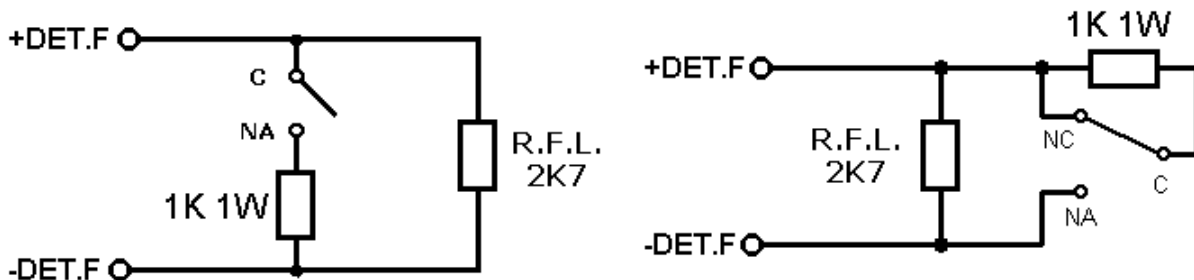 +DET.F
C
NA
1K 1W
R.F.L.
2K7
-DET.F
1K 1W
+DET.F
R.F.L.
2K7
NC
C
NA
-DET.F